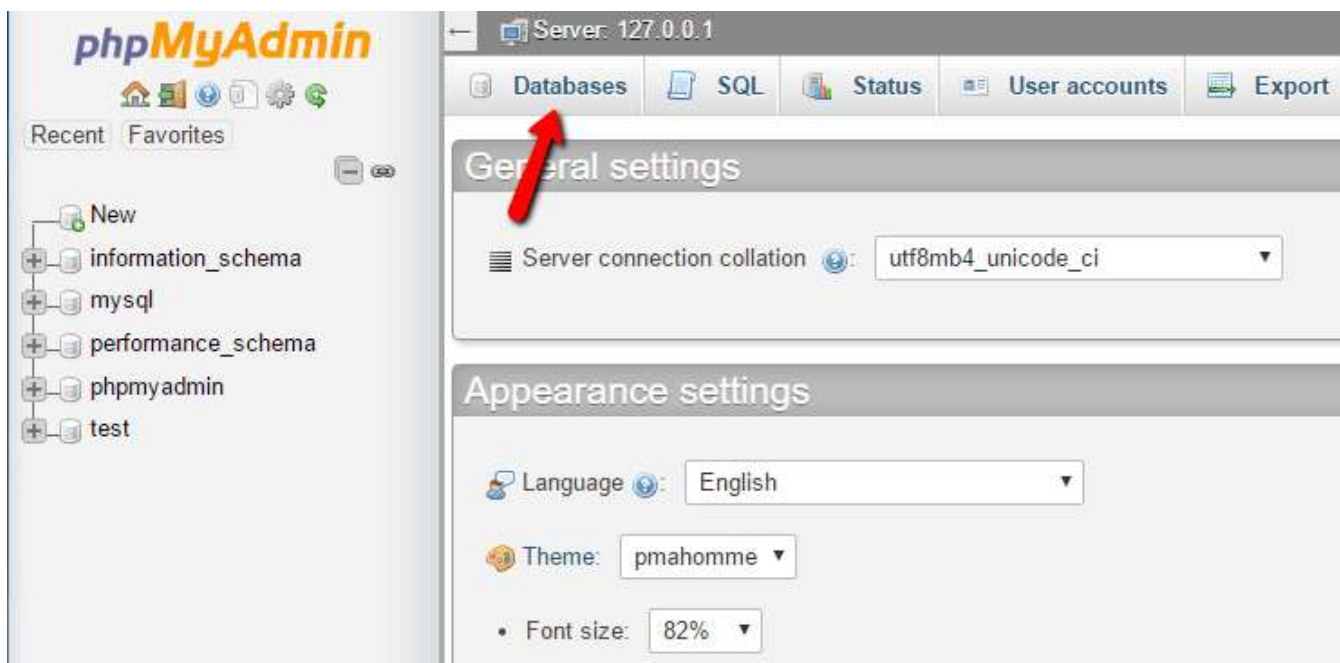 phpMyAdmin
Recent Favorites
New
information_schema
mysql
performance_schema
phpmyadmin
test
Server: 127.0.0.1
Databases SQL Status User accounts Export
General settings
Server connection collation : utf8mb4_unicode_ci
Appearance settings
Language : English
Theme: pmahomme
• Font size: 82%